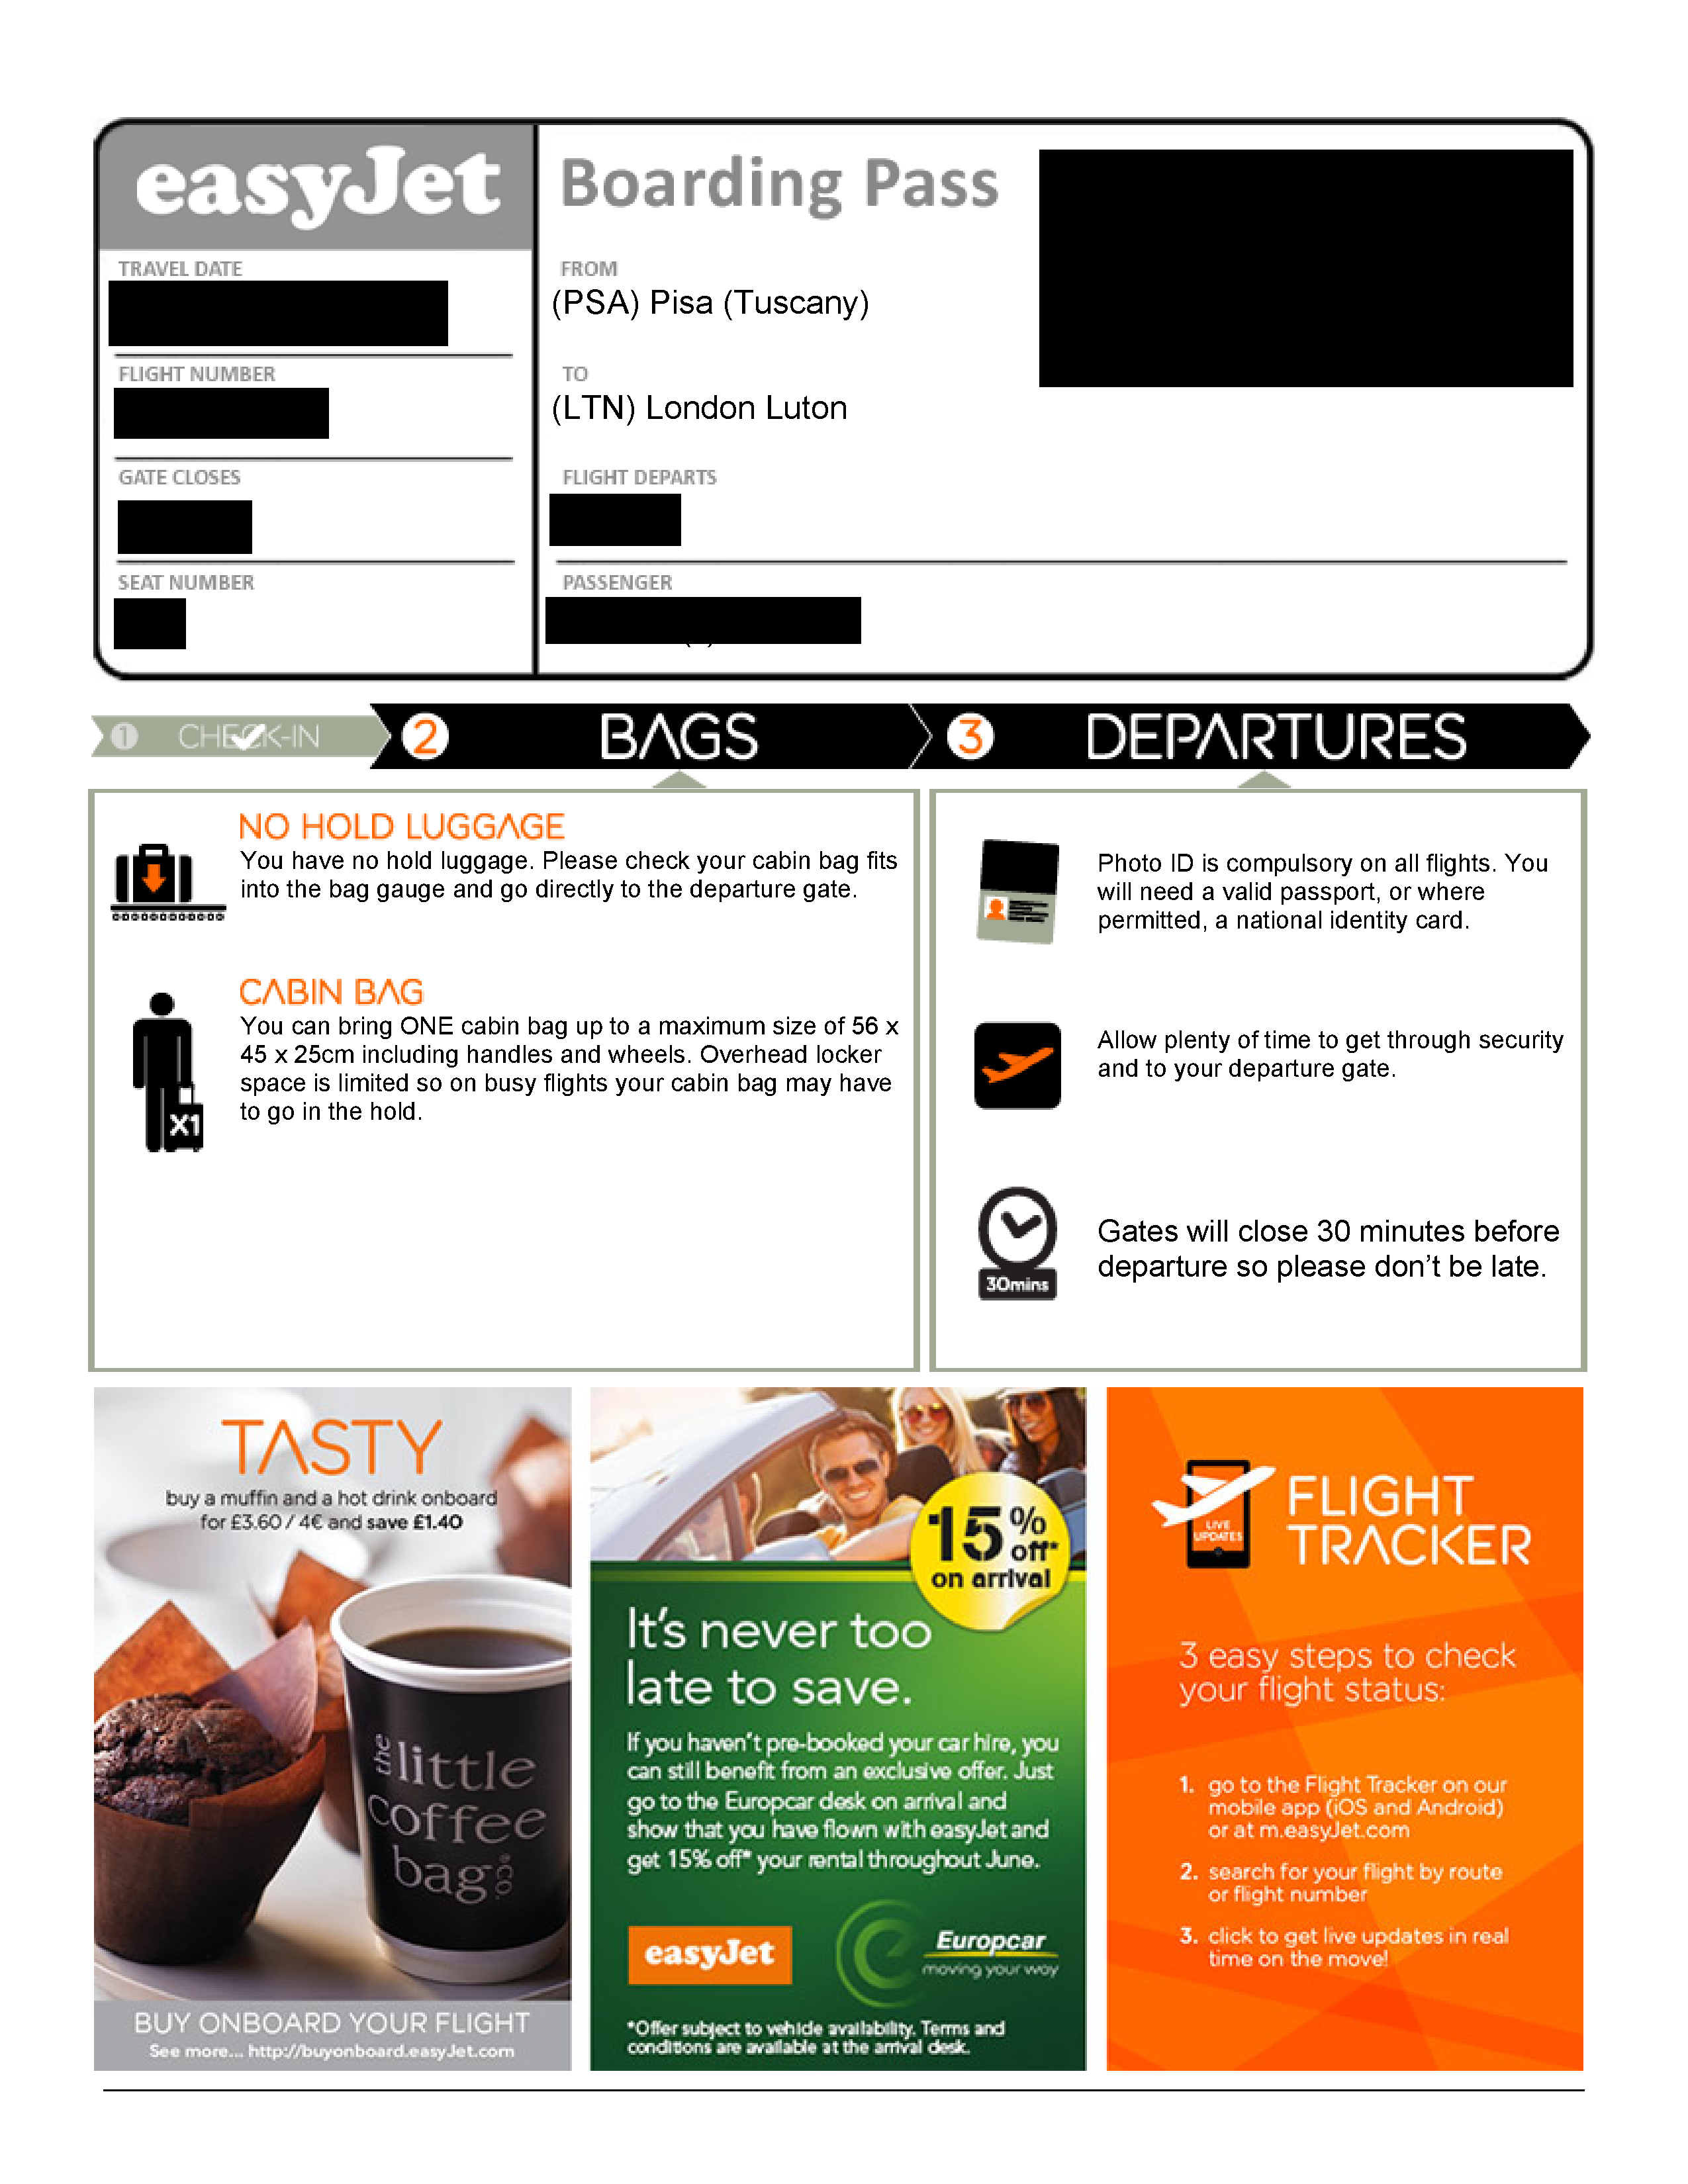 easyJet
Boarding Pass
TRAVEL DATE
FROM
(PSA) Pisa (Tuscany)
FLIGHT NUMBER
TO
(LTN) London Luton
GATE CLOSES
FLIGHT DEPARTS
SEAT NUMBER
PASSENGER
1 CHECK-IN
2 BAGS
3 DEPARTURES
NO HOLD LUGGAGE
You have no hold luggage. Please check your cabin bag fits
into the bag gauge and go directly to the departure gate.
CABIN BAG
You can bring ONE cabin bag up to a maximum size of 56 x
45 x 25cm including handles and wheels. Overhead locker
space is limited so on busy flights your cabin bag may have
to go in the hold.
X1
Photo ID is compulsory on all flights. You
will need a valid passport, or where
permitted, a national identity card.
Allow plenty of time to get through security
and to your departure gate.
Gates will close 30 minutes before
departure so please don’t be late.
30mins
TASTY
buy a muffin and a hot drink onboard
for £3.60 / 4€ and save £1.40
the little
coffee
bag co.
BUY ONBOARD YOUR FLIGHT
See more... http://buyonboard.easyJet.com
15%
off*
on arrival
It's never too
late to save.
If you haven't pre-booked your car hire, you
can still benefit from an exclusive offer. Just
go to the Europcar desk on arrival and
show that you have flown with easyJet and
get 15% off* your rental throughout June.
easyJet
Europcar
moving your way
*Offer subject to vehicle availability. Terms and
conditions are available at the arrival desk.
LIVE
UPDATES
FLIGHT
TRACKER
3 easy steps to check
your flight status:
1. go to the Flight Tracker on our
mobile app (iOS and Android)
or at m.easyJet.com
2. search for your flight by route
or flight number
3. click to get live updates in real
time on the move!